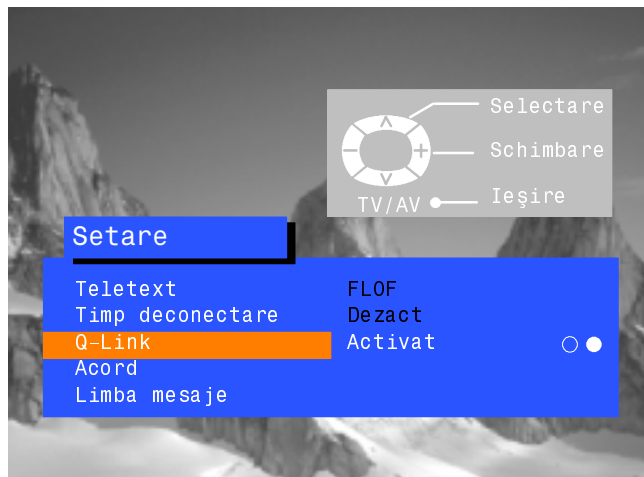 Selectare
Schimbare
TV/AV Ieşire
Setare
Teletext FLOF
Timp deconectare Dezact
Q-Link Activat
Acord
Limba mesaje